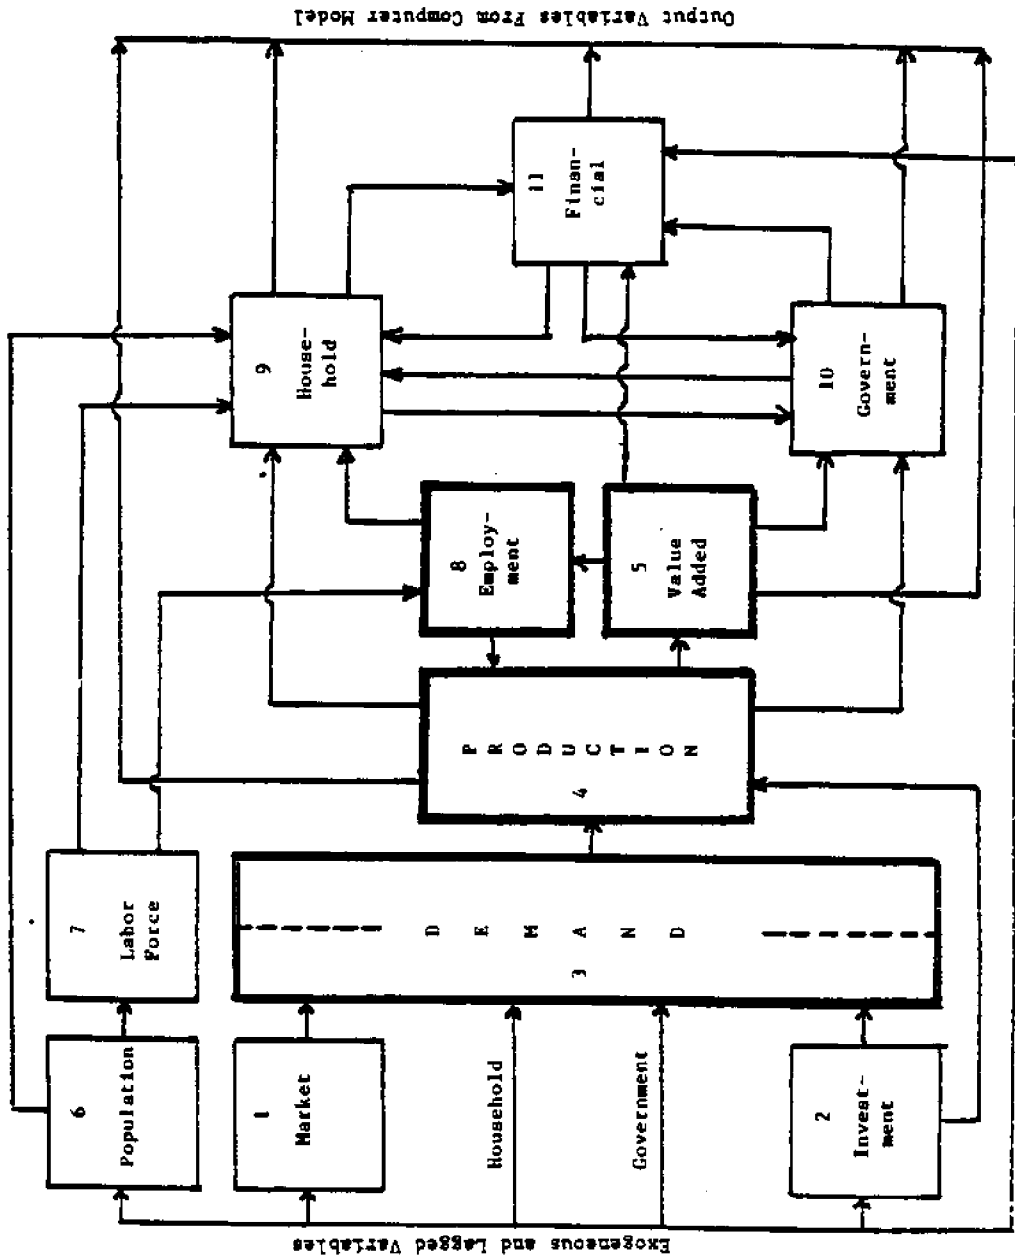 Output Variables From Computer Model
11
Finan-
cial
9
House-
hold
10
Govern-
ment
8
Employ-
ment
5
Value
Added
P R O D U C T I O N
4
7
Labor
Force
D E M A N D
3
6
Population
1
Market
Household
Government
2
Invest-
ment
Exogeneous and Lagged Variables